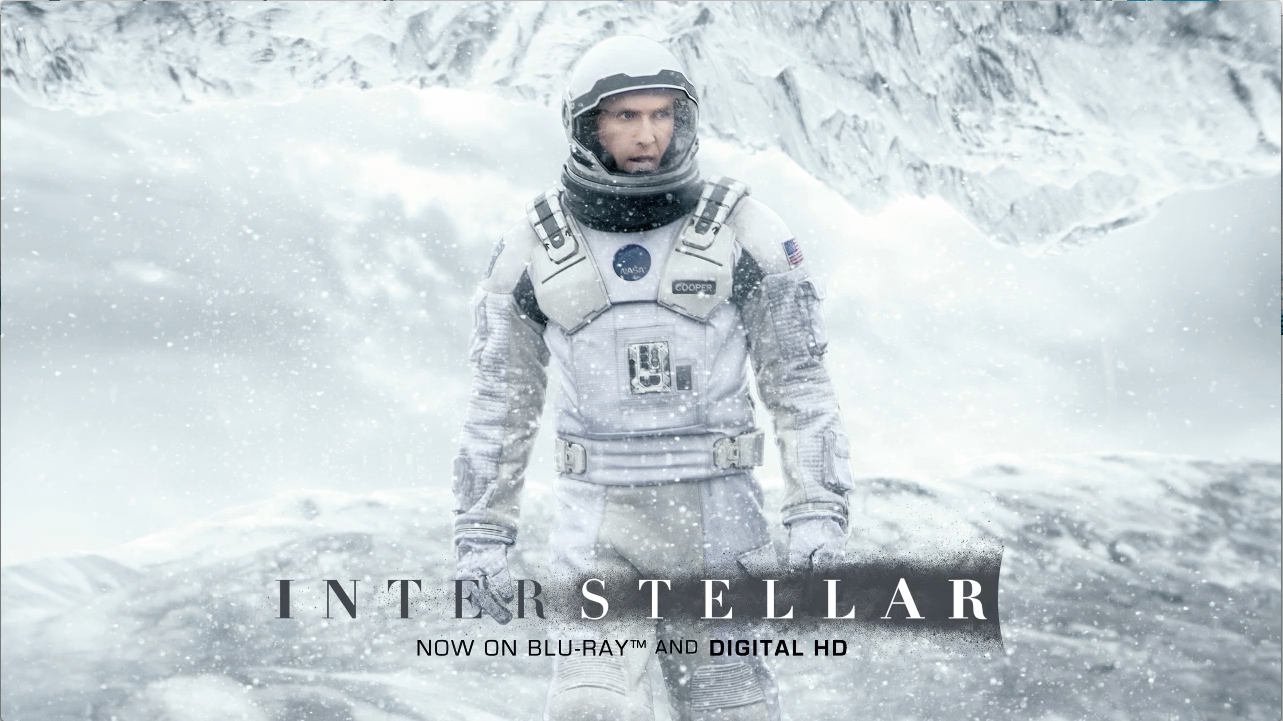 NASA
COOPER
INTERSTELLAR
NOW ON BLU-RAY™ AND DIGITAL HD